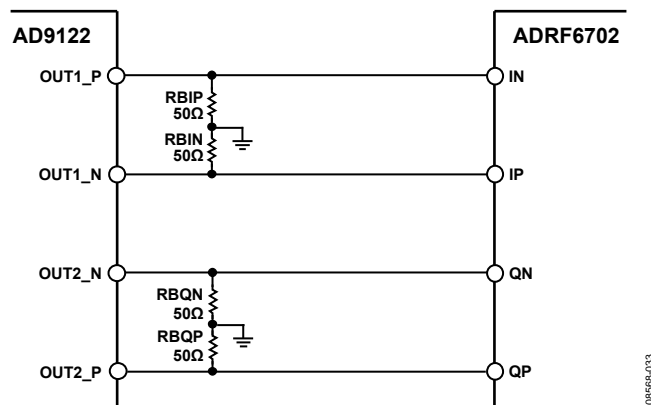 AD9122
ADRF6702
OUT1_P
IN
RBIP
50Ω
RBIN
50Ω
OUT1_N
IP
OUT2_N
QN
RBQN
50Ω
RBQP
50Ω
OUT2_P
QP
08568-033